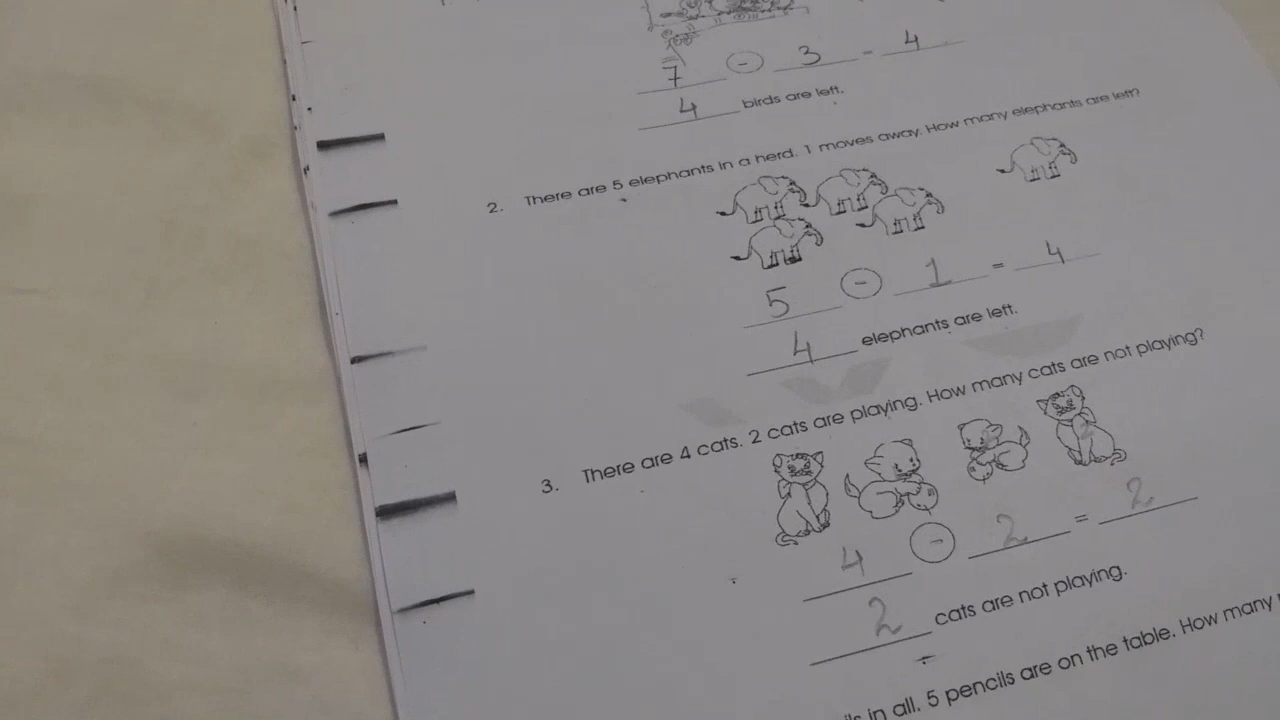 7 - 3 = 4
4 birds are left.
2. There are 5 elephants in a herd. 1 moves away. How many elephants are left?
5 - 1 = 4
4 elephants are left.
3. There are 4 cats. 2 cats are playing. How many cats are not playing?
4 - 2 = 2
2 cats are not playing.
in all. 5 pencils are on the table. How many